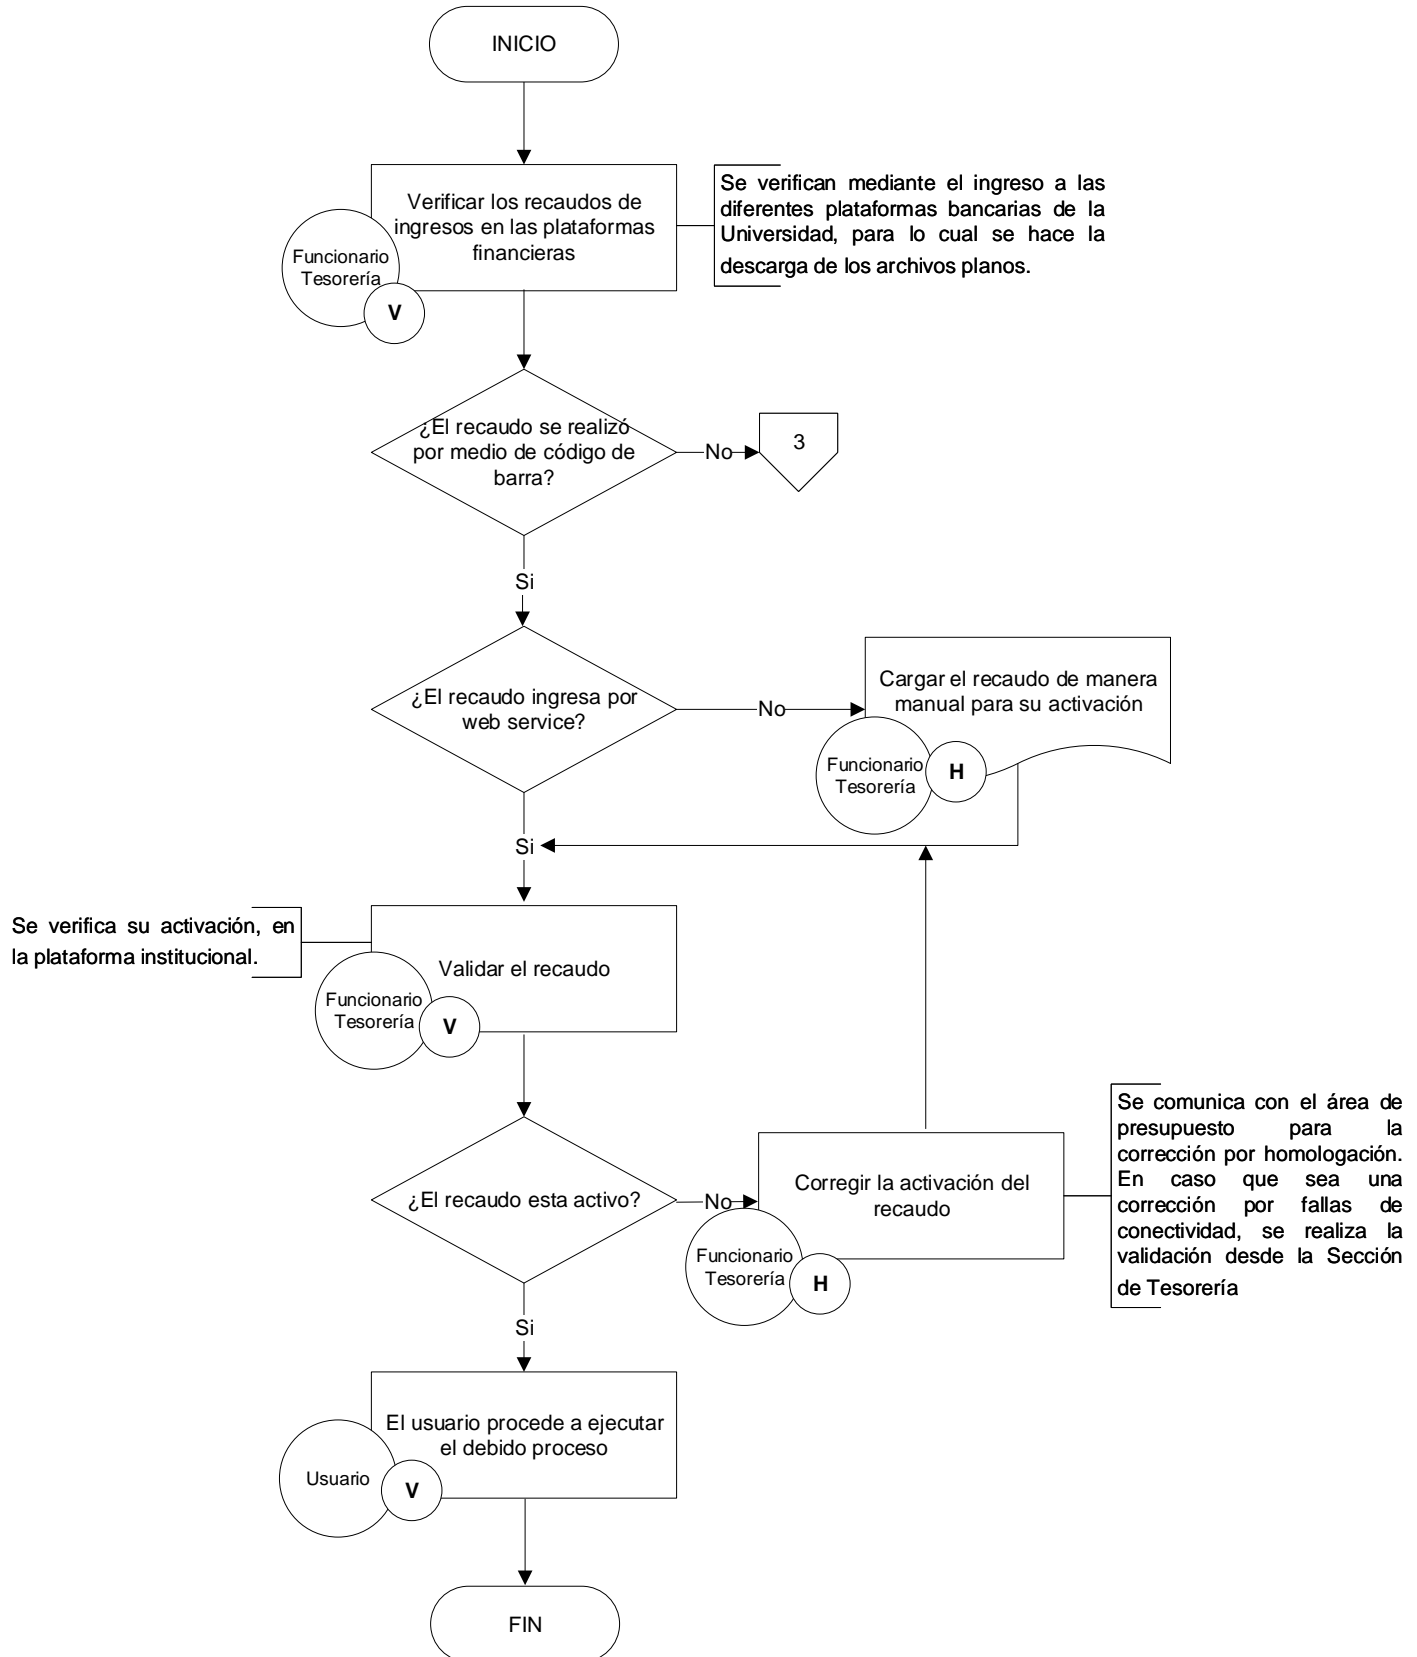 INICIO
Verificar los recaudos de
ingresos en las plataformas
financieras
Funcionario
Tesorería
V
Se verifican mediante el ingreso a las
diferentes plataformas bancarias de la
Universidad, para lo cual se hace la
descarga de los archivos planos.
¿El recaudo se realizó
por medio de código de
barra?
No
3
Si
¿El recaudo ingresa por
web service?
No
Cargar el recaudo de manera
manual para su activación
Funcionario
Tesorería
H
Si
Se verifica su activación, en
la plataforma institucional.
Validar el recaudo
Funcionario
Tesorería
V
¿El recaudo esta activo?
No
Corregir la activación del
recaudo
Funcionario
Tesorería
H
Se comunica con el área de
presupuesto para la
corrección por homologación.
En caso que sea una
corrección por fallas de
conectividad, se realiza la
validación desde la Sección
de Tesorería
Si
El usuario procede a ejecutar
el debido proceso
Usuario
V
FIN